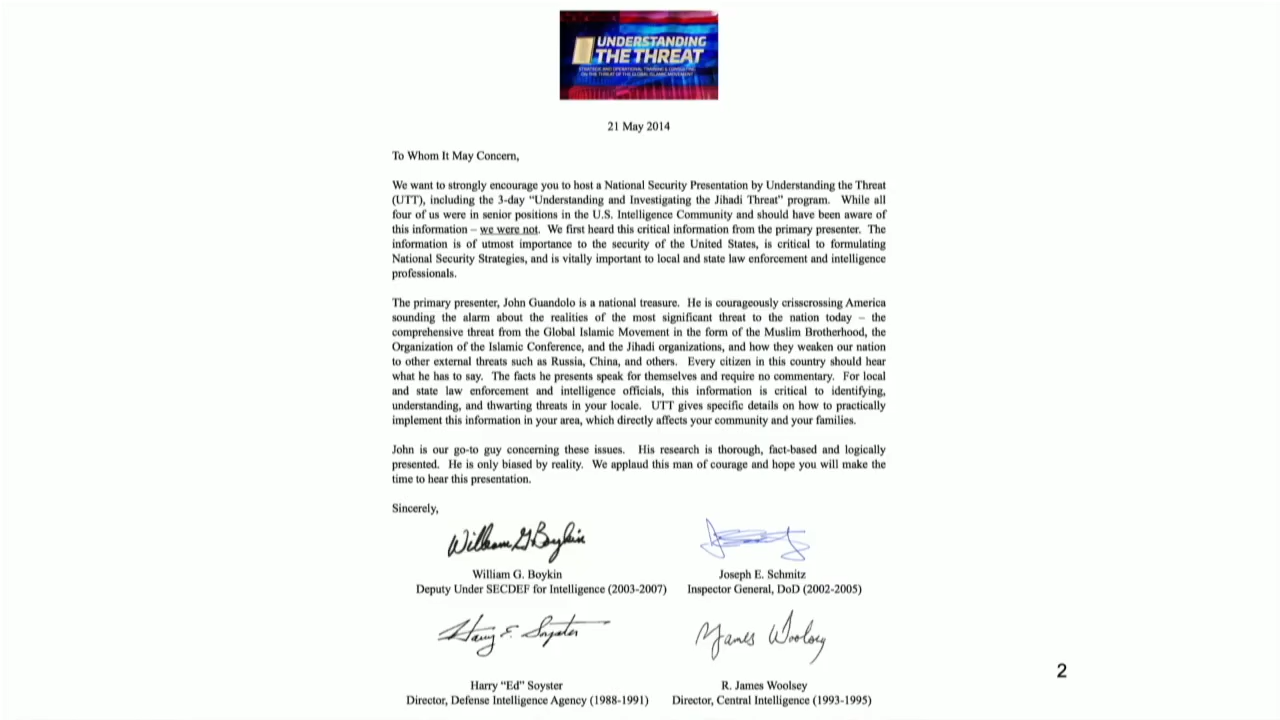 UNDERSTANDING
THE THREAT
STRATEGIC AND OPERATIONAL TRAINING & CONSULTING
ON THE THREAT OF THE GLOBAL ISLAMIC MOVEMENT
21 May 2014
To Whom It May Concern,
We want to strongly encourage you to host a National Security Presentation by Understanding the Threat
(UTT), including the 3-day “Understanding and Investigating the Jihadi Threat” program. While all
four of us were in senior positions in the U.S. Intelligence Community and should have been aware of
this information – we were not. We first heard this critical information from the primary presenter. The
information is of utmost importance to the security of the United States, is critical to formulating
National Security Strategies, and is vitally important to local and state law enforcement and intelligence
professionals.
The primary presenter, John Guandolo is a national treasure. He is courageously crisscrossing America
sounding the alarm about the realities of the most significant threat to the nation today – the
comprehensive threat from the Global Islamic Movement in the form of the Muslim Brotherhood, the
Organization of the Islamic Conference, and the Jihadi organizations, and how they weaken our nation
to other external threats such as Russia, China, and others. Every citizen in this country should hear
what he has to say. The facts he presents speak for themselves and require no commentary. For local
and state law enforcement and intelligence officials, this information is critical to identifying,
understanding, and thwarting threats in your locale. UTT gives specific details on how to practically
implement this information in your area, which directly affects your community and your families.
John is our go-to guy concerning these issues. His research is thorough, fact-based and logically
presented. He is only biased by reality. We applaud this man of courage and hope you will make the
time to hear this presentation.
Sincerely,
William G Boykin
William G. Boykin
Deputy Under SECDEF for Intelligence (2003-2007)
Joseph E. Schmitz
Inspector General, DoD (2002-2005)
Harry E. Soyster
R James Woolsey
Harry “Ed” Soyster
Director, Defense Intelligence Agency (1988-1991)
R. James Woolsey
Director, Central Intelligence (1993-1995)
2